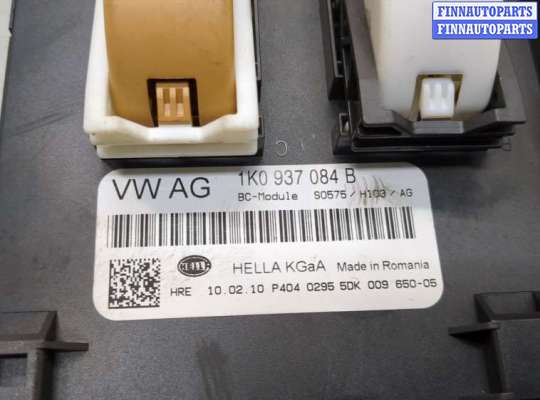 FINNAUTOPARTS
FINNAUTOPARTS
VW AG 1K0 937 084 B
BC-Module S0575 / H103 / AG
HELLA
HELLA KGaA Made in Romania
HRE 10.02.10 P404 0295 5DK 009 650-05